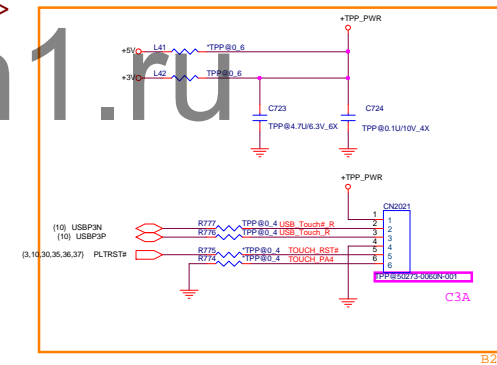 +TPP_PWR
+5V L41 *TPP@0_6
+3V L42 TPP@0_6
1.ru
C723
TPP@4.7U/6.3V_6X
C724
TPP@0.1U/10V_4X
+TPP_PWR
CN2021
(10) USBP3N R777 TPP@0_4 USB_Touch#_R 2 2
(10) USBP3P R776 TPP@0_4 USB_Touch_R 3 3
(3,10,30,35,36,37) PLTRST# R775 *TPP@0_4 TOUCH_RST# 5 5
R774 TPP@0_4 TOUCH_PA4 6 6
1 1
4 4
TPP@50273-0060N-001
C3A
B2